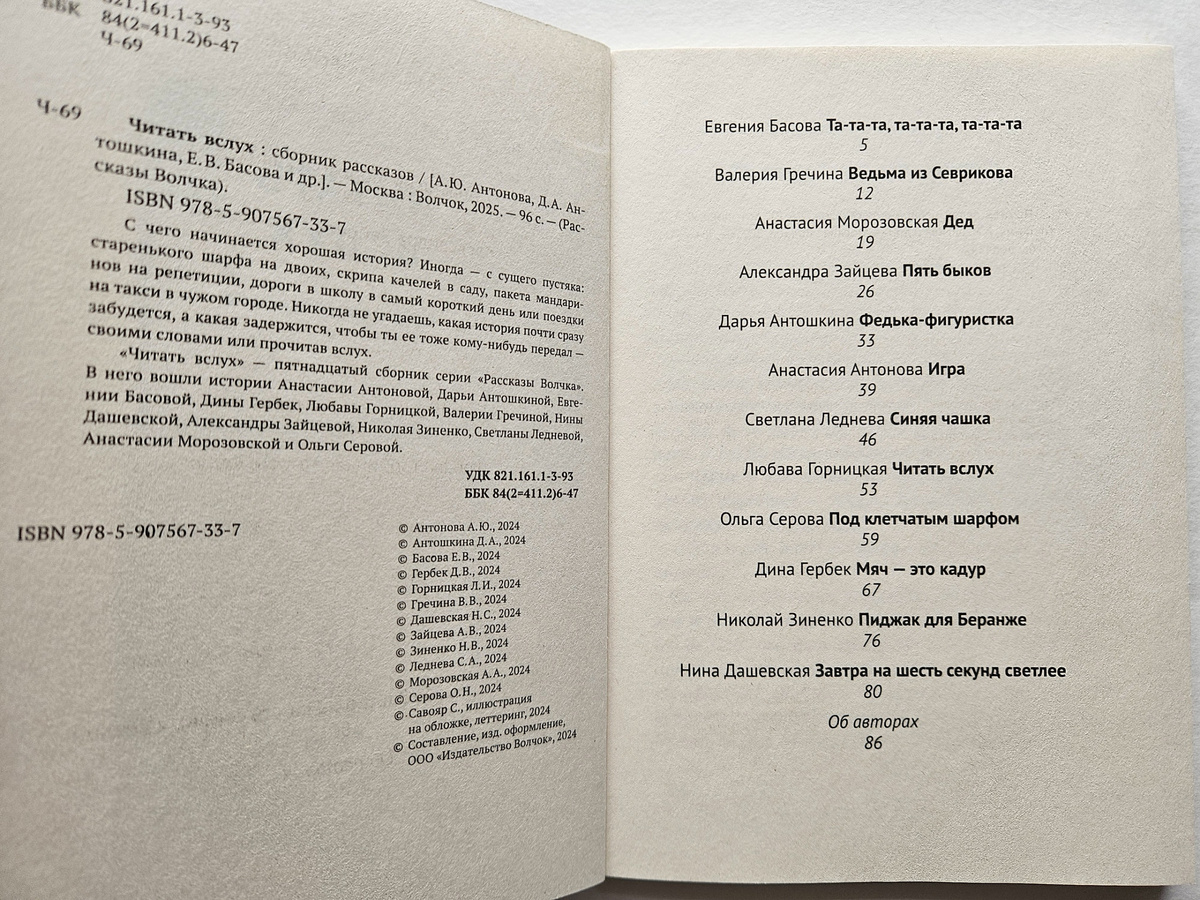 ББК
821.161.1-3-93
84(2=411.2)6-47
Ч-69
Ч-69
Читать вслух : сборник рассказов / [А. Ю. Антонова, Д. А. Ан-
тошкина, Е. В. Басова и др.]. — Москва : Волчок, 2025. — 96 с. — (Рас-
сказы Волчка).
ISBN 978-5-907567-33-7
С чего начинается хорошая история? Иногда — с сущего пустяка:
старенького шарфа на двоих, скрипа качелей в саду, пакета мандари-
нов на репетиции, дороги в школу в самый короткий день или поездки
на такси в чужом городе. Никогда не угадаешь, какая история почти сразу
забудется, а какая задержится, чтобы ты ее тоже кому-нибудь передал —
своими словами или прочитав вслух.
«Читать вслух» — пятнадцатый сборник серии «Рассказы Волчка».
В него вошли истории Анастасии Антоновой, Дарьи Антошкиной, Евге-
нии Басовой, Дины Гербек, Любавы Горницкой, Валерии Гречиной, Нины
Дашевской, Александры Зайцевой, Николая Зиненко, Светланы Ледневой,
Анастасии Морозовской и Ольги Серовой.
УДК 821.161.1-3-93
ББК 84(2=411.2)6-47
ISBN 978-5-907567-33-7
© Антонова А. Ю., 2024
© Антошкина Д. А., 2024
© Басова Е. В., 2024
© Гербек Д. В., 2024
© Горницкая Л. И., 2024
© Гречина В. В., 2024
© Дашевская Н. С., 2024
© Зайцева А. В., 2024
© Зиненко Н. В., 2024
© Леднева С. А., 2024
© Морозовская А. А., 2024
© Серова О. Н., 2024
© Савояр С., иллюстрация
на обложке, леттеринг, 2024
© Составление, изд. оформление,
ООО «Издательство Волчок», 2024
Евгения Басова Та-та-та, та-та-та, та-та-та
5
Валерия Гречина Ведьма из Севрикова
12
Анастасия Морозовская Дед
19
Александра Зайцева Пять быков
26
Дарья Антошкина Федька-фигуристка
33
Анастасия Антонова Игра
39
Светлана Леднева Синяя чашка
46
Любава Горницкая Читать вслух
53
Ольга Серова Под клетчатым шарфом
59
Дина Гербек Мяч — это кадур
67
Николай Зиненко Пиджак для Беранже
76
Нина Дашевская Завтра на шесть секунд светлее
80
Об авторах
86